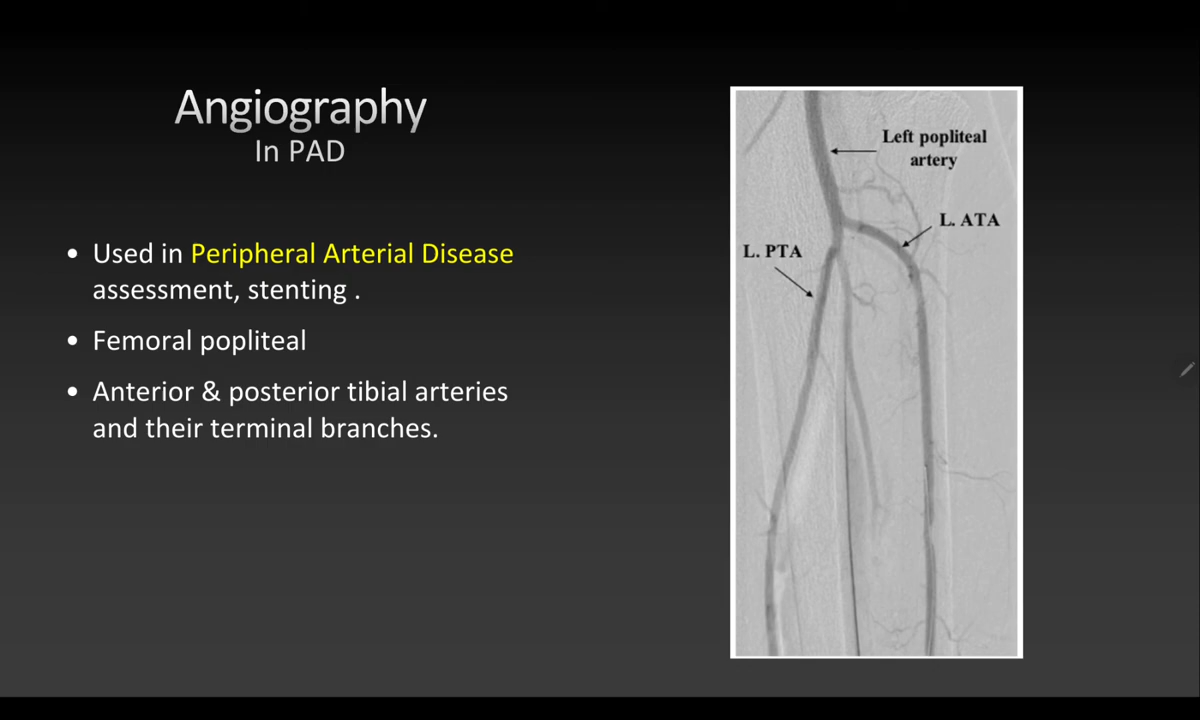 Angiography
In PAD
• Used in Peripheral Arterial Disease
assessment, stenting .
• Femoral popliteal
• Anterior & posterior tibial arteries
and their terminal branches.
Left popliteal
artery
L. ATA
L. PTA